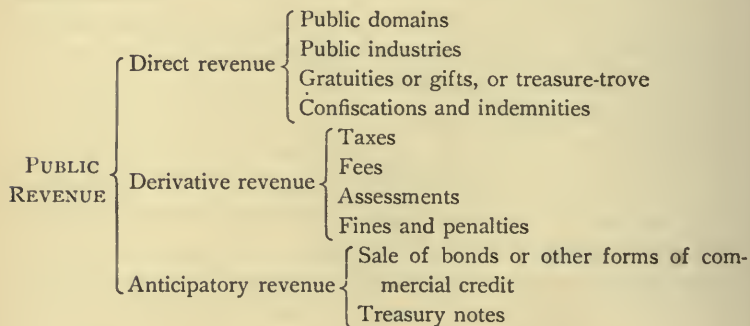 Public domains
Public industries
Direct revenue
Gratuities or gifts, or treasure-trove
Confiscations and indemnities
Taxes
Fees
PUBLIC
REVENUE
Derivative revenue
Assessments
Fines and penalties
Sale of bonds or other forms of com-
mercial credit
Anticipatory revenue
Treasury notes